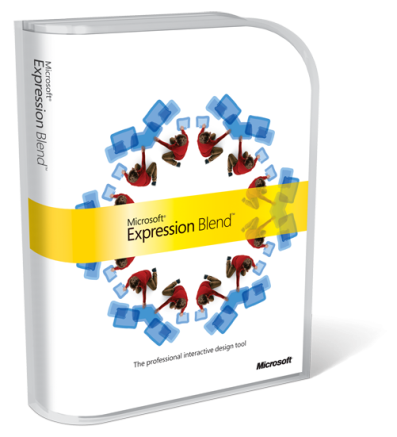 Microsoft®
Expression Blend™
Microsoft®
Expression Blend™
The professional interactive design tool
Microsoft